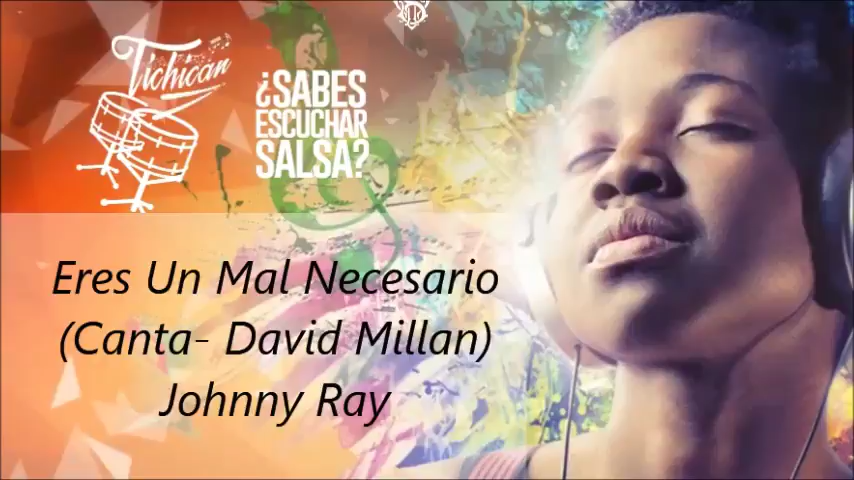 Tichican
¿SABES
ESCUCHAR
SALSA?
Eres Un Mal Necesario
(Canta- David Millan)
Johnny Ray